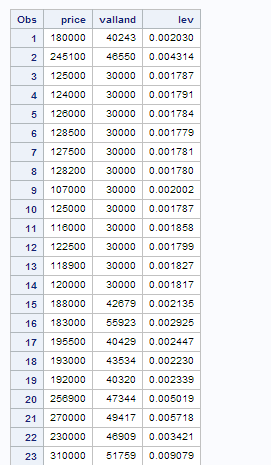 Obs price valland lev
1 180000 40243 0.002030
2 245100 46550 0.004314
3 125000 30000 0.001787
4 124000 30000 0.001791
5 126000 30000 0.001784
6 128500 30000 0.001779
7 127500 30000 0.001781
8 128200 30000 0.001780
9 107000 30000 0.002002
10 125000 30000 0.001787
11 116000 30000 0.001858
12 122500 30000 0.001799
13 118900 30000 0.001827
14 120000 30000 0.001817
15 188000 42679 0.002135
16 183000 55923 0.002925
17 195500 40429 0.002447
18 193000 43534 0.002230
19 192000 40320 0.002339
20 256900 47344 0.005019
21 270000 49417 0.005718
22 230000 46909 0.003421
23 310000 51759 0.009079